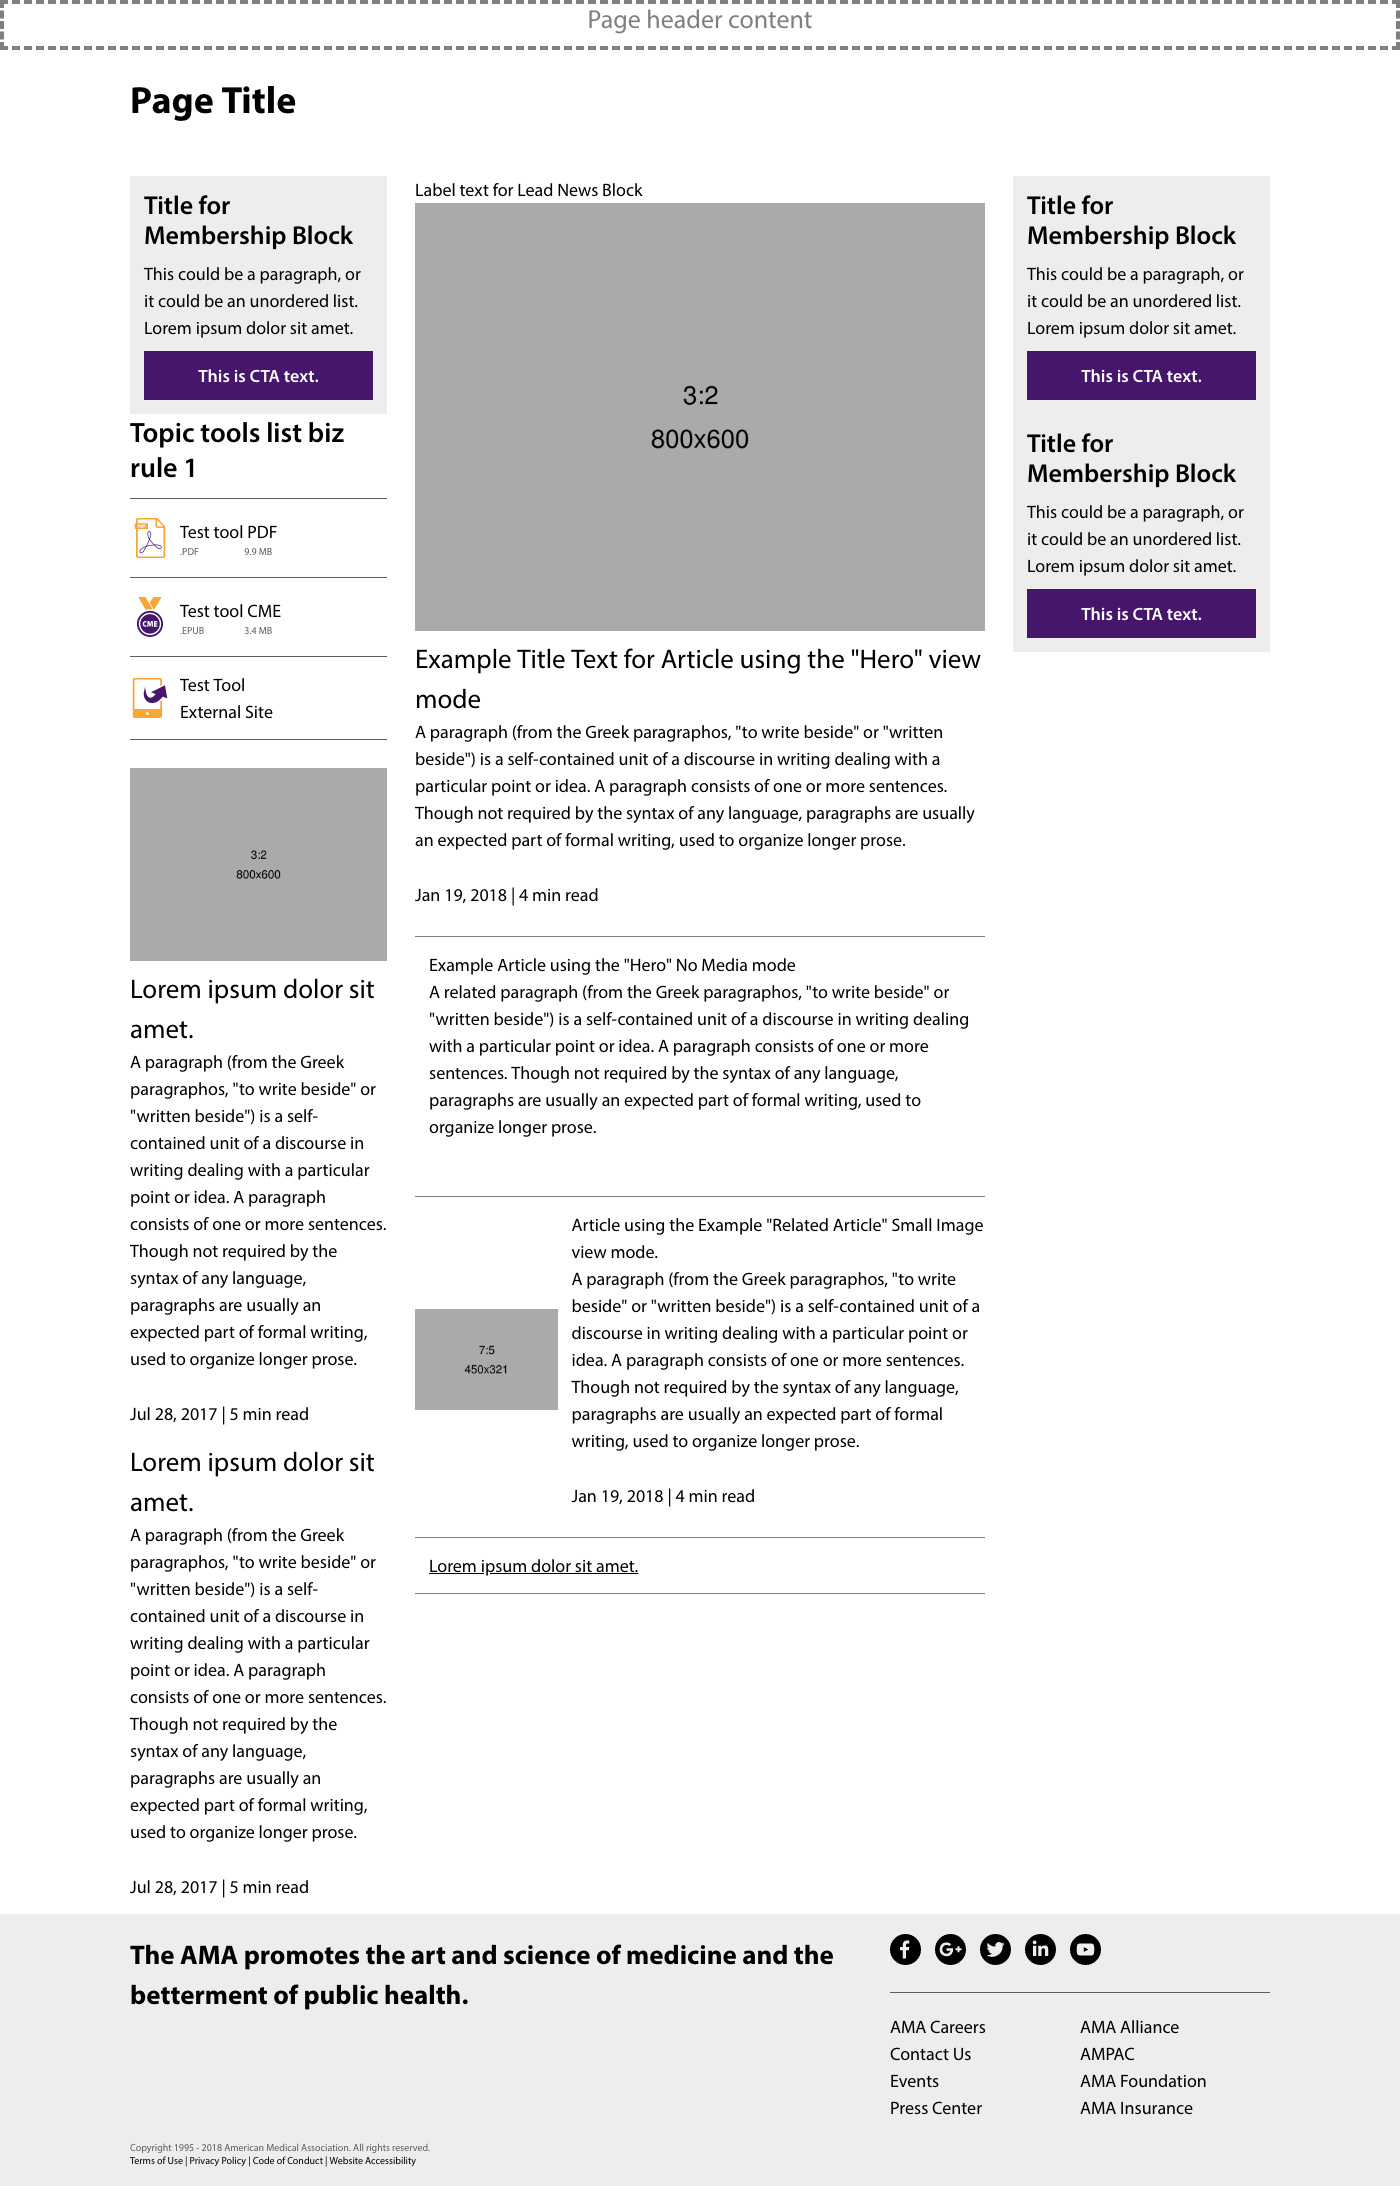 Page header content
Page Title
Title for
Membership Block
This could be a paragraph, or
it could be an unordered list.
Lorem ipsum dolor sit amet.
This is CTA text.
Topic tools list biz
rule 1
PDF
Test tool PDF
.PDF 9.9 MB
CME
Test tool CME
.EPUB 3.4 MB
Test Tool
External Site
3:2
800x600
Lorem ipsum dolor sit
amet.
A paragraph (from the Greek
paragraphos, "to write beside" or
"written beside") is a self-
contained unit of a discourse in
writing dealing with a particular
point or idea. A paragraph
consists of one or more sentences.
Though not required by the
syntax of any language,
paragraphs are usually an
expected part of formal writing,
used to organize longer prose.
Jul 28, 2017 | 5 min read
Lorem ipsum dolor sit
amet.
A paragraph (from the Greek
paragraphos, "to write beside" or
"written beside") is a self-
contained unit of a discourse in
writing dealing with a particular
point or idea. A paragraph
consists of one or more sentences.
Though not required by the
syntax of any language,
paragraphs are usually an
expected part of formal writing,
used to organize longer prose.
Jul 28, 2017 | 5 min read
Label text for Lead News Block
3:2
800x600
Example Title Text for Article using the "Hero" view
mode
A paragraph (from the Greek paragraphos, "to write beside" or "written
beside") is a self-contained unit of a discourse in writing dealing with a
particular point or idea. A paragraph consists of one or more sentences.
Though not required by the syntax of any language, paragraphs are usually
an expected part of formal writing, used to organize longer prose.
Jan 19, 2018 | 4 min read
Example Article using the "Hero" No Media mode
A related paragraph (from the Greek paragraphos, "to write beside" or
"written beside") is a self-contained unit of a discourse in writing dealing
with a particular point or idea. A paragraph consists of one or more
sentences. Though not required by the syntax of any language,
paragraphs are usually an expected part of formal writing, used to
organize longer prose.
7:5
450x321
Article using the Example "Related Article" Small Image
view mode.
A paragraph (from the Greek paragraphos, "to write
beside" or "written beside") is a self-contained unit of a
discourse in writing dealing with a particular point or
idea. A paragraph consists of one or more sentences.
Though not required by the syntax of any language,
paragraphs are usually an expected part of formal
writing, used to organize longer prose.
Jan 19, 2018 | 4 min read
Lorem ipsum dolor sit amet.
Title for
Membership Block
This could be a paragraph, or
it could be an unordered list.
Lorem ipsum dolor sit amet.
This is CTA text.
Title for
Membership Block
This could be a paragraph, or
it could be an unordered list.
Lorem ipsum dolor sit amet.
This is CTA text.
The AMA promotes the art and science of medicine and the
betterment of public health.
AMA Careers
Contact Us
Events
Press Center
AMA Alliance
AMPAC
AMA Foundation
AMA Insurance
Copyright 1995 - 2018 American Medical Association. All rights reserved.
Terms of Use | Privacy Policy | Code of Conduct | Website Accessibility